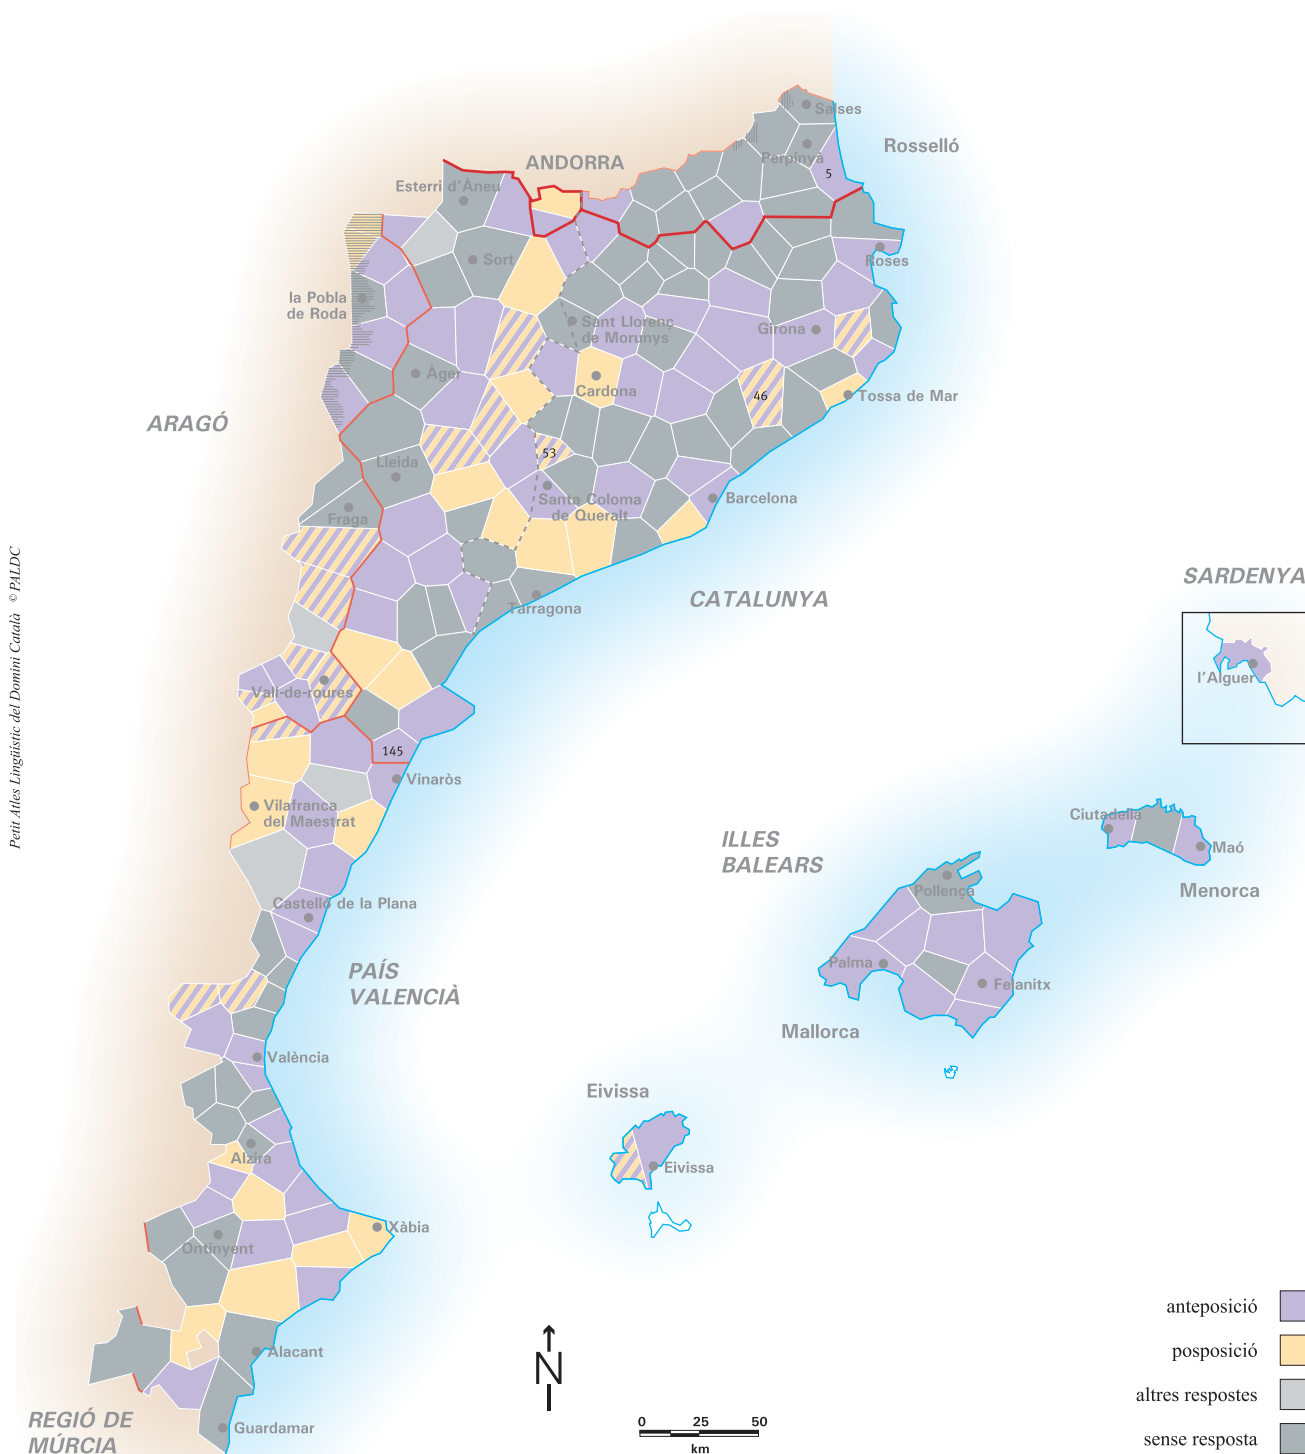 Salses
Rosselló
Perpinyà
ANDORRA
5
Esterri d'Àneu
Sort
Roses
la Pobla
de Roda
Sant Llorenç
de Morunys
Girona
Àger
Cardona
46
Tossa de Mar
ARAGÓ
53
Lleida
Santa Coloma
de Queralt
Barcelona
Fraga
Petit Atles Lingüístic del Domini Català © PALDC
SARDENYA
CATALUNYA
Tarragona
l'Alguer
Vall-de-roures
145
Vinaròs
Vilafranca
del Maestrat
ILLES
BALEARS
Ciutadella
Maó
Menorca
Pollença
Castelló de la Plana
PAÍS
VALENCIÀ
Palma
Felanitx
Mallorca
València
Eivissa
Alzira
Eivissa
Xàbia
Ontinyent
anteposició
posposició
altres respostes
sense resposta
Alacant
N
REGIÓ DE
MÚRCIA
Guardamar
0 25 50
km